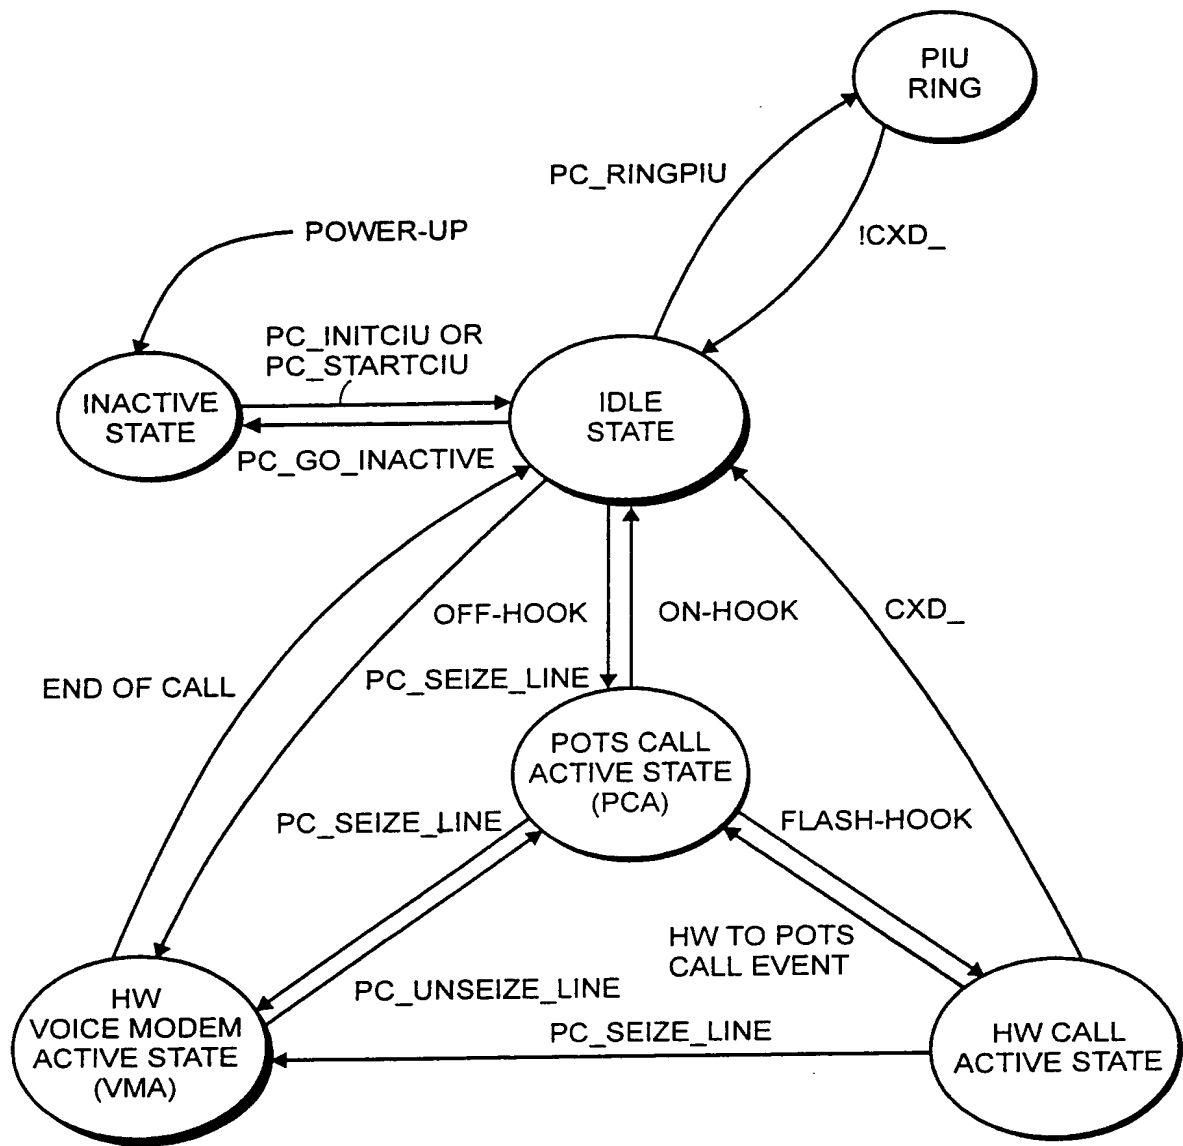 PIU
RING
PC_RINGPIU
!CXD_
POWER-UP
PC_INITCIU OR
PC_STARTCIU
INACTIVE
STATE
IDLE
STATE
PC_GO_INACTIVE
OFF-HOOK
ON-HOOK
CXD_
END OF CALL
PC_SEIZE_LINE
POTS CALL
ACTIVE STATE
(PCA)
PC_SEIZE_LINE
FLASH-HOOK
HW TO POTS
CALL EVENT
PC_UNSEIZE_LINE
HW
VOICE MODEM
ACTIVE STATE
(VMA)
PC_SEIZE_LINE
HW CALL
ACTIVE STATE